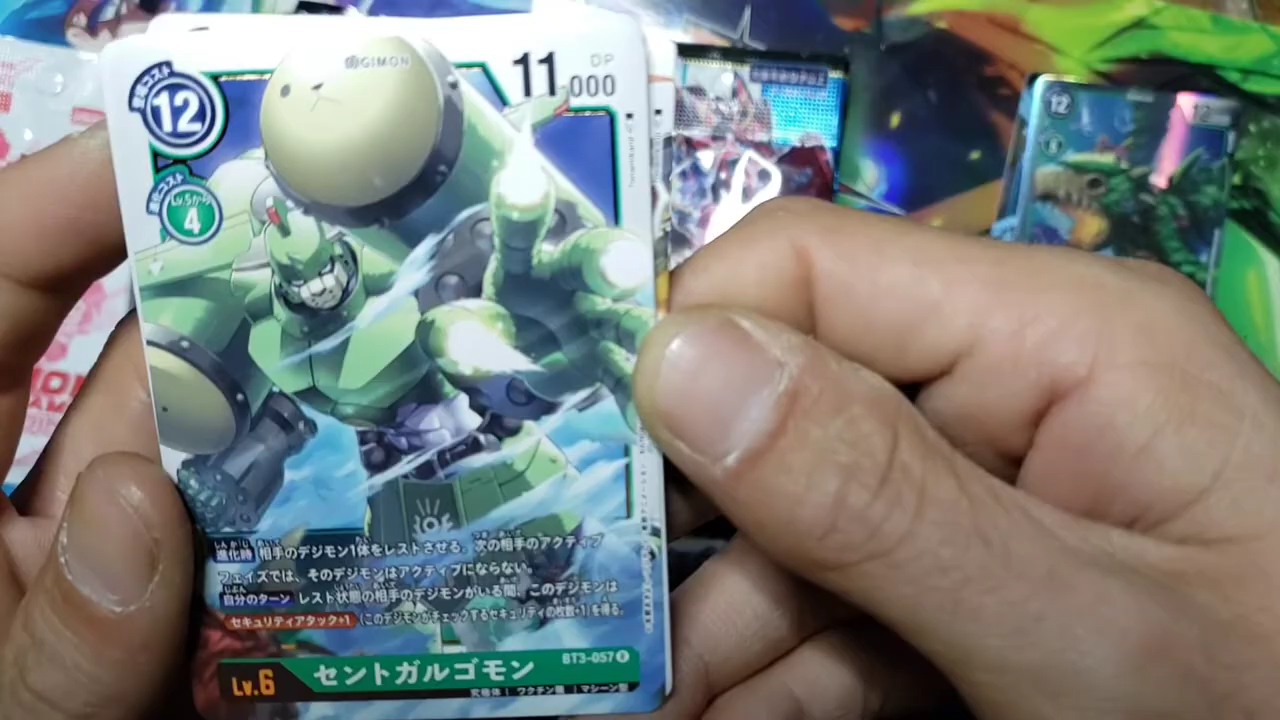 登場コスト
12
DIGIMON
DP
11000
進化コスト
Lv.5から
4
進化時 相手のデジモン1体をレストさせる。次の相手のアクティブ
フェイズでは、そのデジモンはアクティブにならない。
自分のターン レスト状態の相手のデジモンがいる間、このデジモンは
セキュリティアタック+1 (このデジモンがチェックするセキュリティの枚数+1)を得る。
BT3-057 R
Lv.6 セントガルゴモン
究極体 | ワクチン種 | マシーン型
12